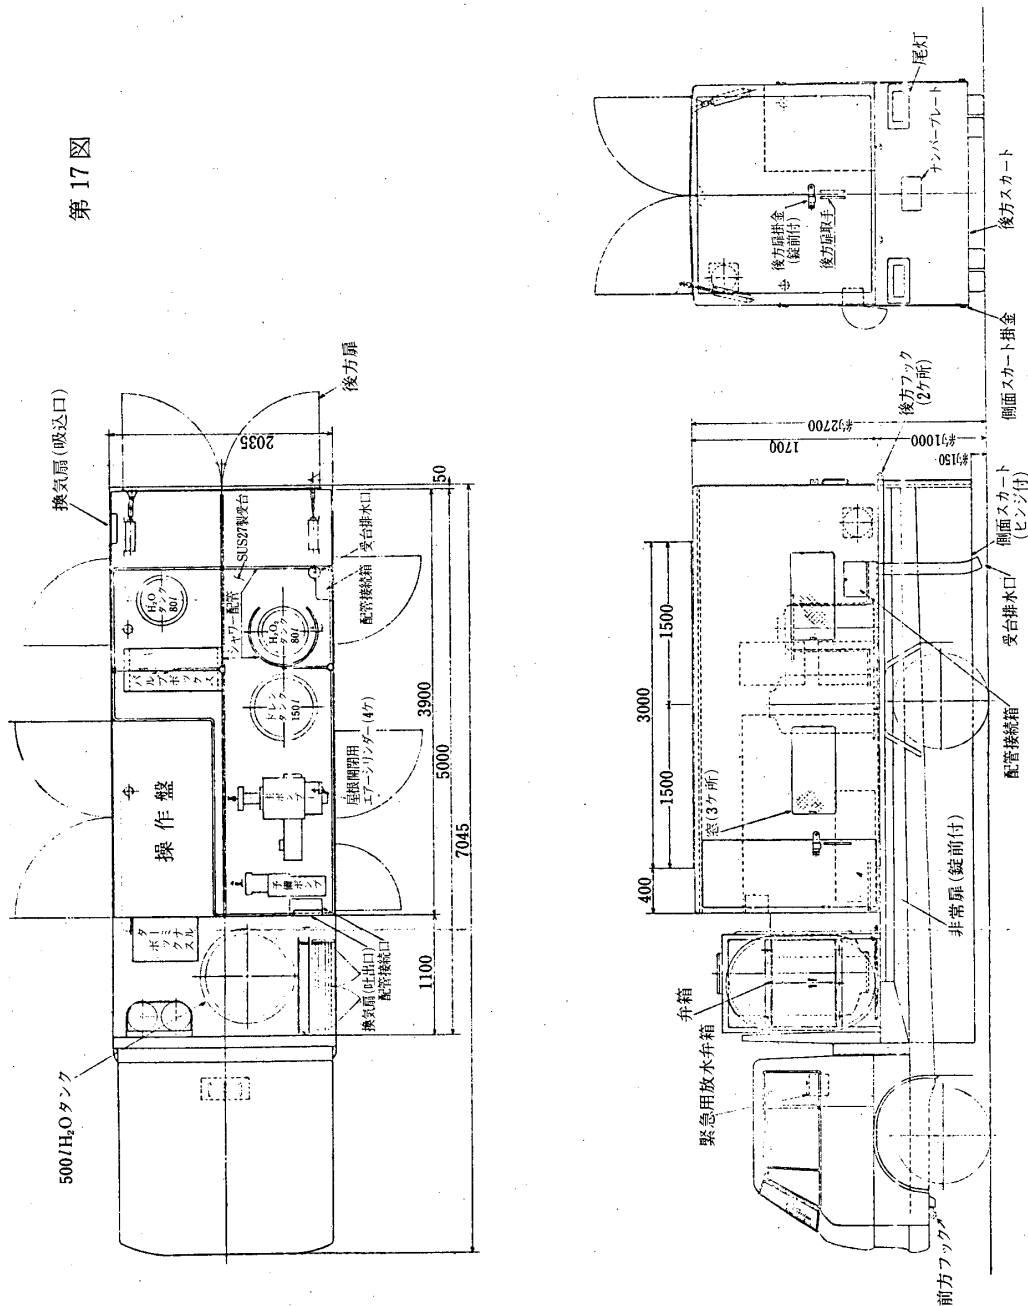 第17図
換気扇(吸込口)
後方扉
2035
50
SUS27製受台
シャワー配管
受台排水口
配管接続箱
H₂O
タンク
80l
H₂O₂
タンク
80l
バルブボックス
ドレン
タンク
150l
3900
5000
7045
屋根開閉用
エアーシリンダー(4ケ)
操作盤
主ポンプ
予備ポンプ
ターミナル
ボックス
換気扇(吐出口)
配管接続口
1100
500lH₂Oタンク
尾灯
ナンバープレート
後方扉掛金
(錠前付)
後方扉取手
後方スカート
側面スカート掛金
後方フック
(2ケ所)
約2700
1700
約1000
約150
側面スカート
(ヒンジ付)
受台排水口
配管接続箱
1500
3000
1500
400
窓(3ケ所)
非常扉(錠前付)
弁箱
緊急用放水弁箱
前方フック